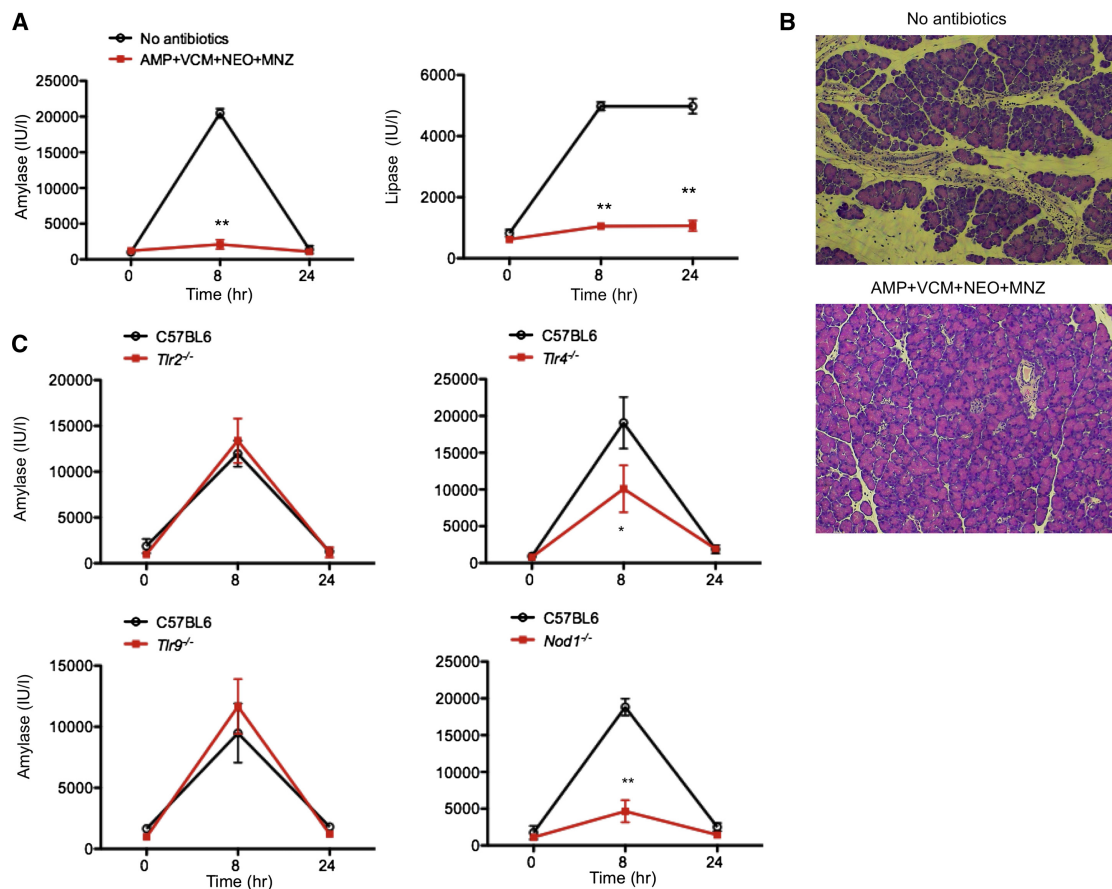 A
No antibiotics
AMP+VCM+NEO+MNZ
Amylase (IU/I)
25000
20000
15000
10000
5000
0
**
0 8 24
Time (hr)
Lipase (IU/I)
6000
4000
2000
0
**
**
0 8 24
Time (hr)
B
No antibiotics
AMP+VCM+NEO+MNZ
C
C57BL6
Tlr2-/-
Amylase (IU/I)
20000
15000
10000
5000
0
0 8 24
C57BL6
Tlr4-/-
25000
20000
15000
10000
5000
0
*
0 8 24
C57BL6
Tlr9-/-
Amylase (IU/I)
15000
10000
5000
0
0 8 24
Time (hr)
C57BL6
Nod1-/-
25000
20000
15000
10000
5000
0
**
0 8 24
Time (hr)